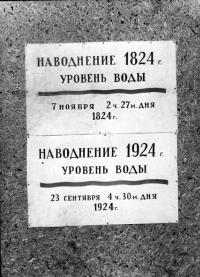 НАВОДНЕНИЕ 1824 г.
УРОВЕНЬ ВОДЫ
7 НОЯБРЯ 2 Ч. 27 М. ДНЯ
1824 г.
НАВОДНЕНИЕ 1924 г.
УРОВЕНЬ ВОДЫ
23 СЕНТЯБРЯ 4 Ч. 30 М. ДНЯ
1924 г.